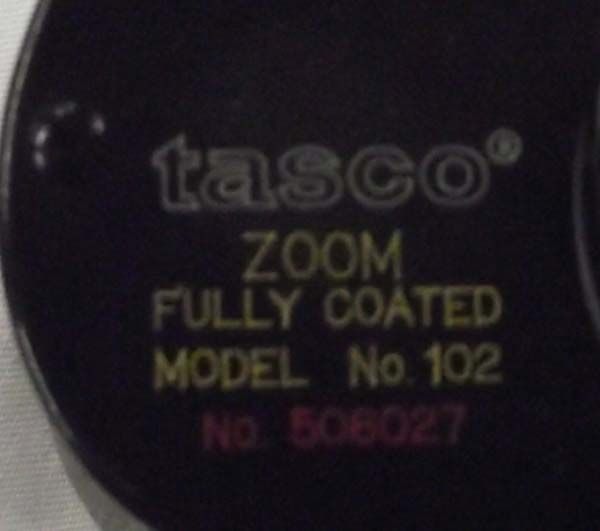 tasco®
ZOOM
FULLY COATED
MODEL No. 102
No. 506027